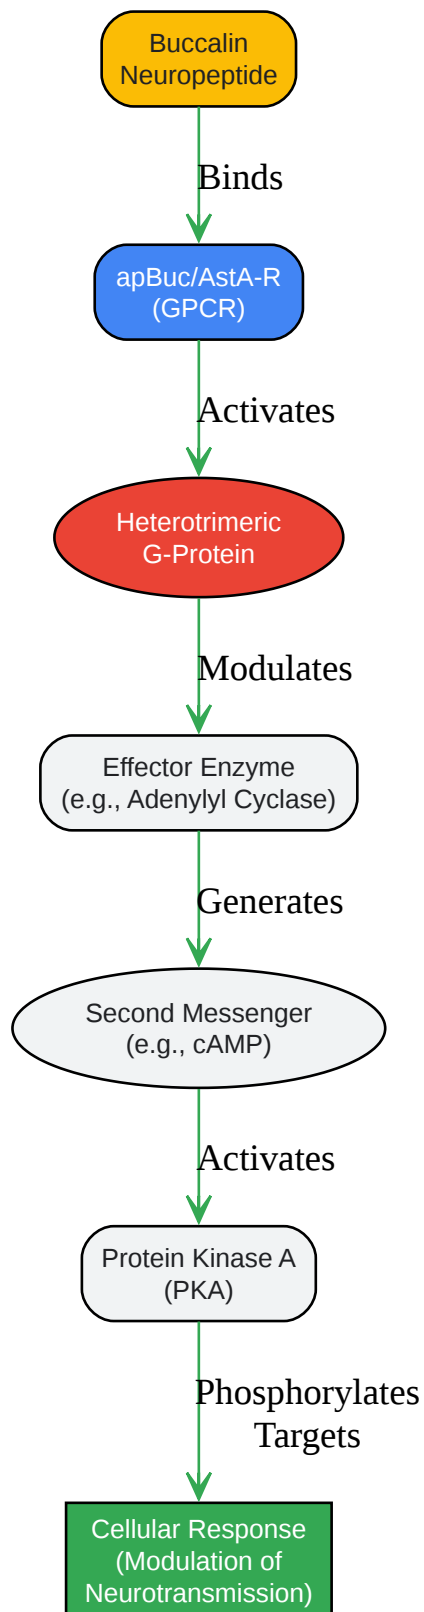 Buccalin
Neuropeptide
Binds
apBuc/AstA-R
(GPCR)
Activates
Heterotrimeric
G-Protein
Modulates
Effector Enzyme
(e.g., Adenylyl Cyclase)
Generates
Second Messenger
(e.g., cAMP)
Activates
Protein Kinase A
(PKA)
Phosphorylates
Targets
Cellular Response
(Modulation of
Neurotransmission)